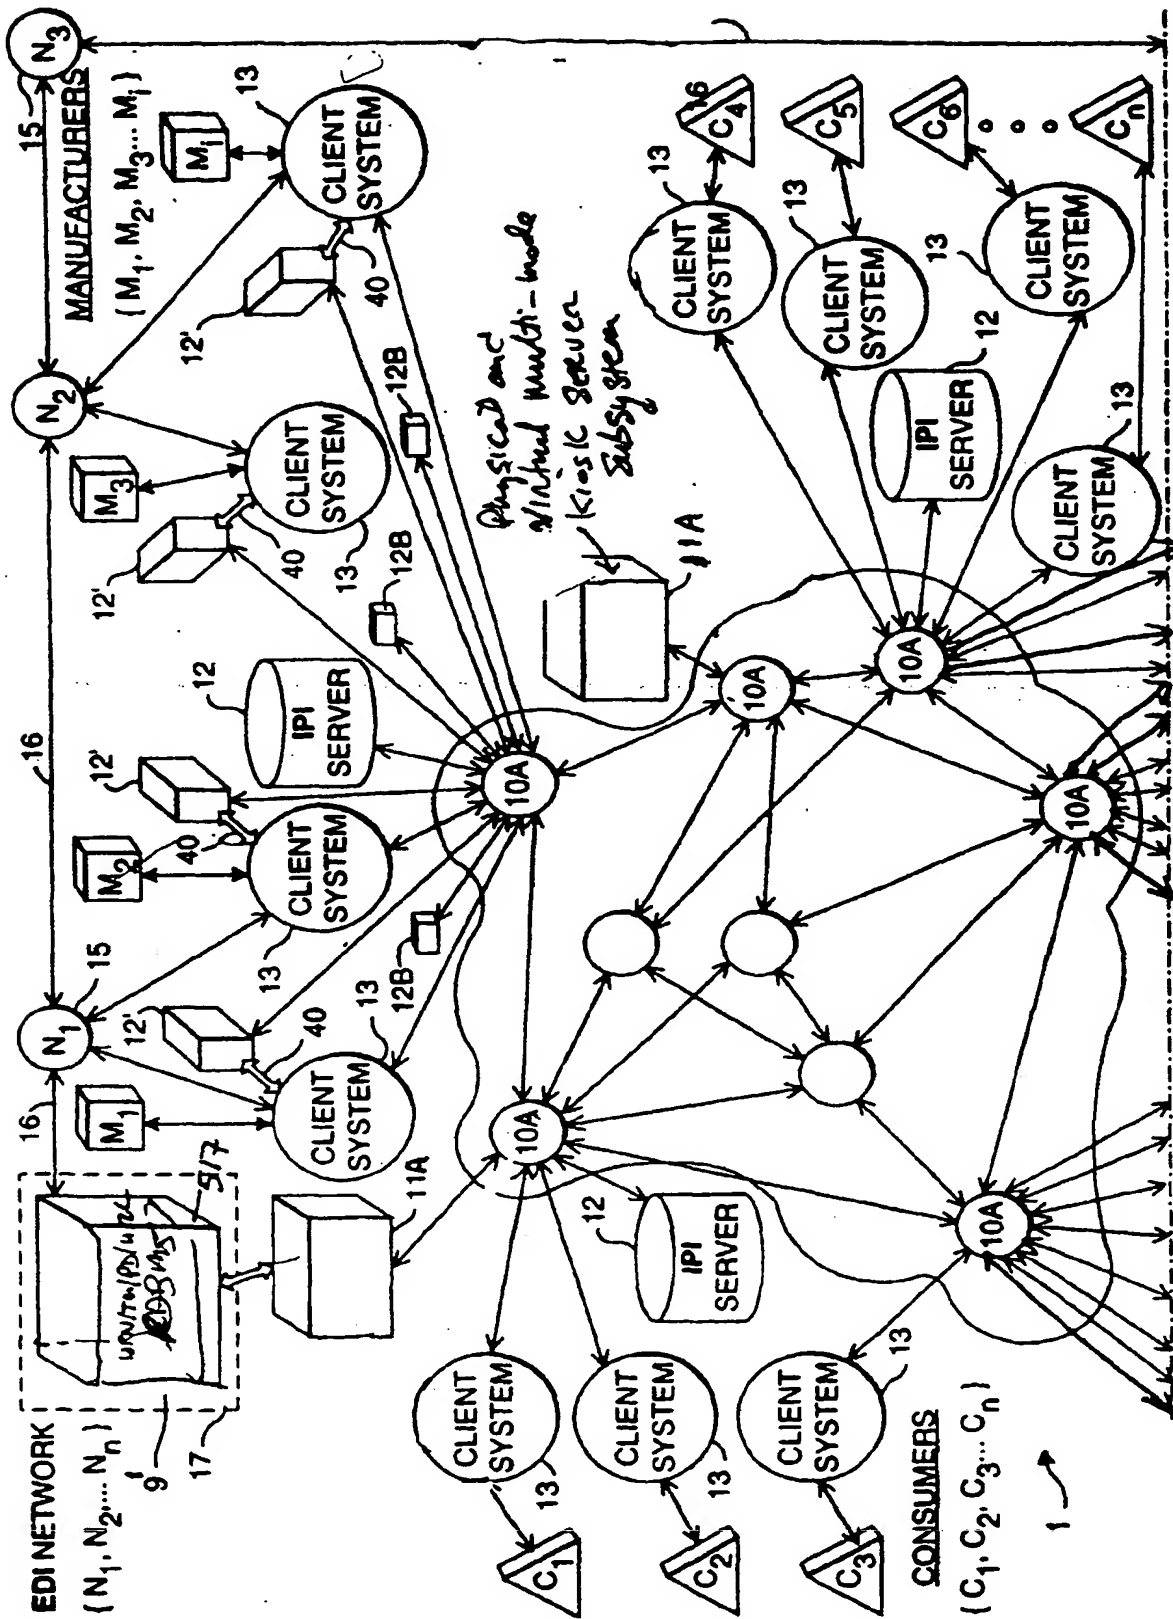 EDI NETWORK
{N1, N2,... Nn}
9'
17
5/7
RDBMS
16
N1
15
16
N2
15
N3
MANUFACTURERS
{M1, M2, M3... Mi}
M1
M2
M3
Mi
12'
40
CLIENT
SYSTEM
13
12'
40
CLIENT
SYSTEM
13
12'
40
CLIENT
SYSTEM
13
12'
40
CLIENT
SYSTEM
13
12B
12B
12B
12
IPI
SERVER
11A
10A
10A
Physical and
virtual multi-mode
kiosk server
subsystem
11A
10A
10A
10A
10A
12
IPI
SERVER
CLIENT
SYSTEM
13
C1
CLIENT
SYSTEM
13
C2
CLIENT
SYSTEM
13
C3
CONSUMERS
{C1, C2, C3... Cn}
1
13
CLIENT
SYSTEM
16
C4
13
CLIENT
SYSTEM
C5
13
CLIENT
SYSTEM
C6
12
IPI
SERVER
13
CLIENT
SYSTEM
Cn